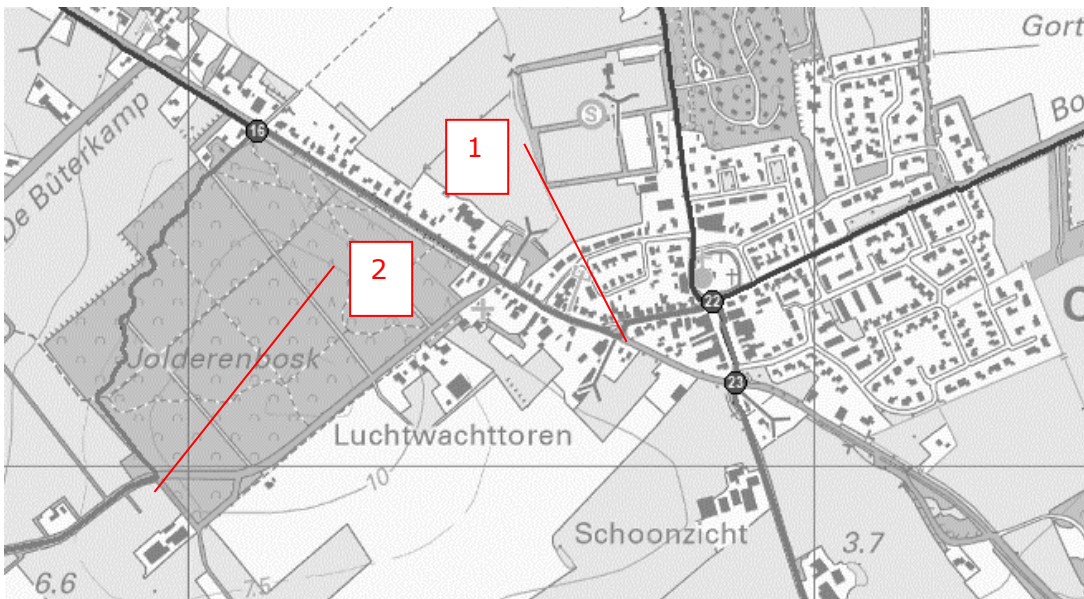 Gort
Bo
16
De Bûterkamp
S
1
2
22
C
Jolderenbosk
23
Luchtwachttoren
10
Schoonzicht
3.7
6.6
7.5